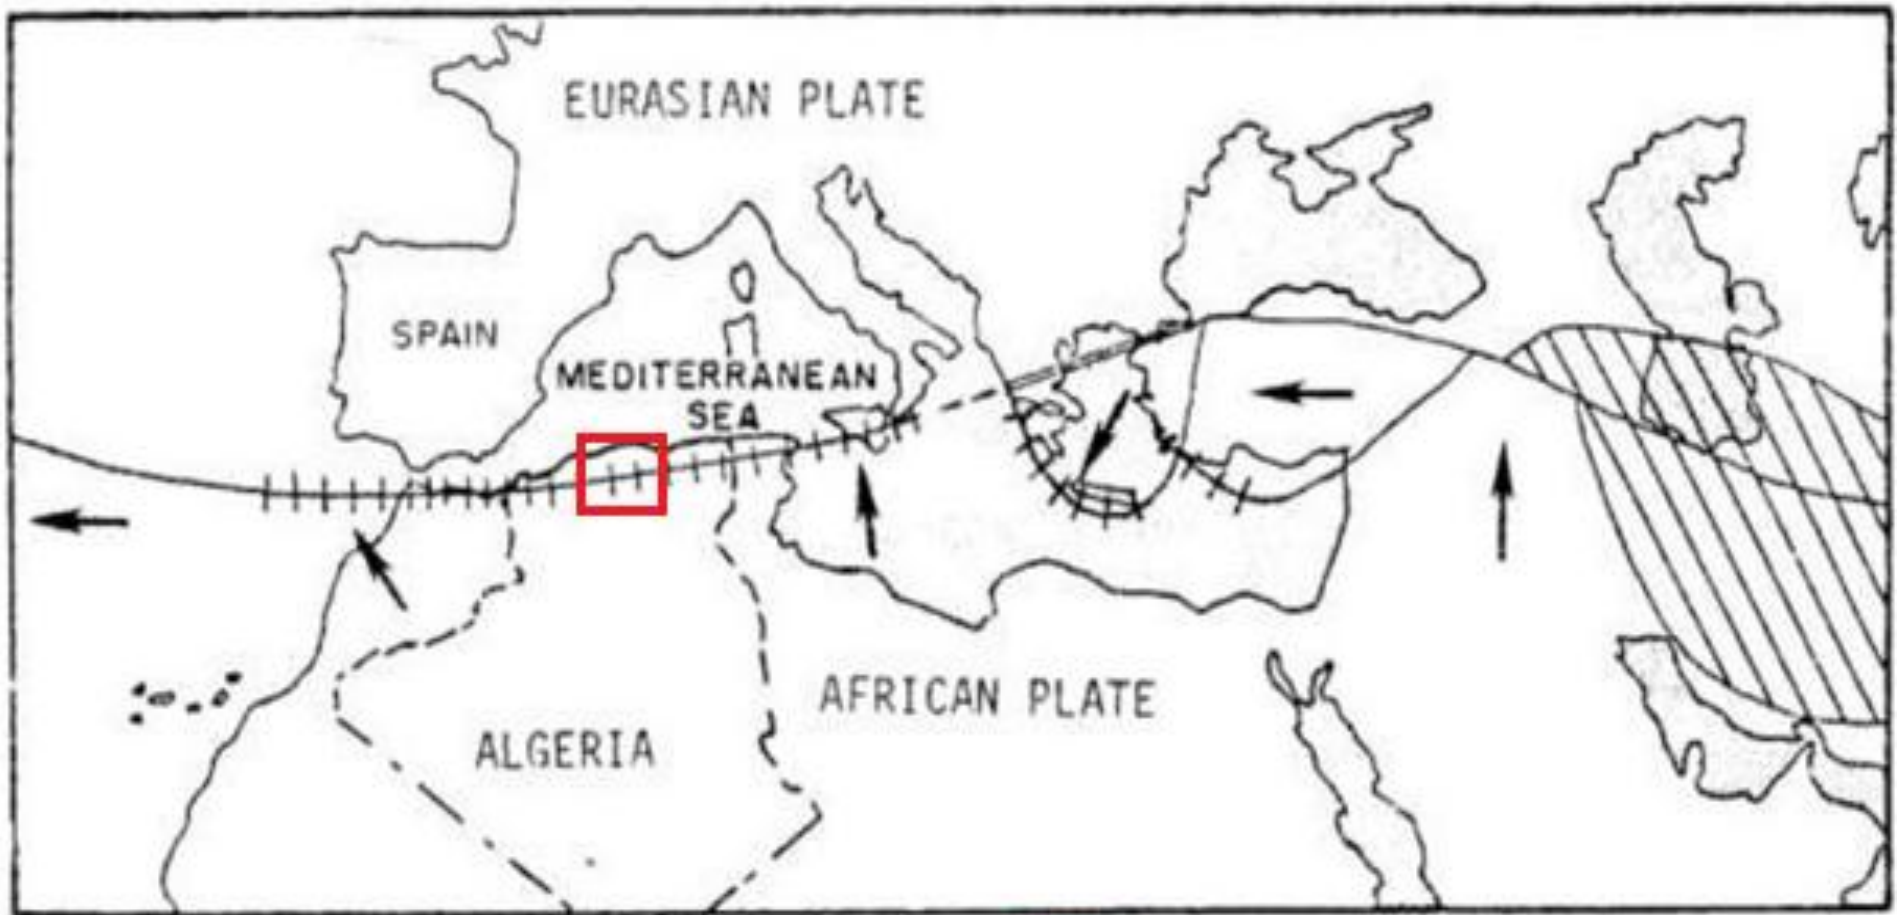 EURASIAN PLATE
SPAIN
MEDITERRANEAN
SEA
AFRICAN PLATE
ALGERIA